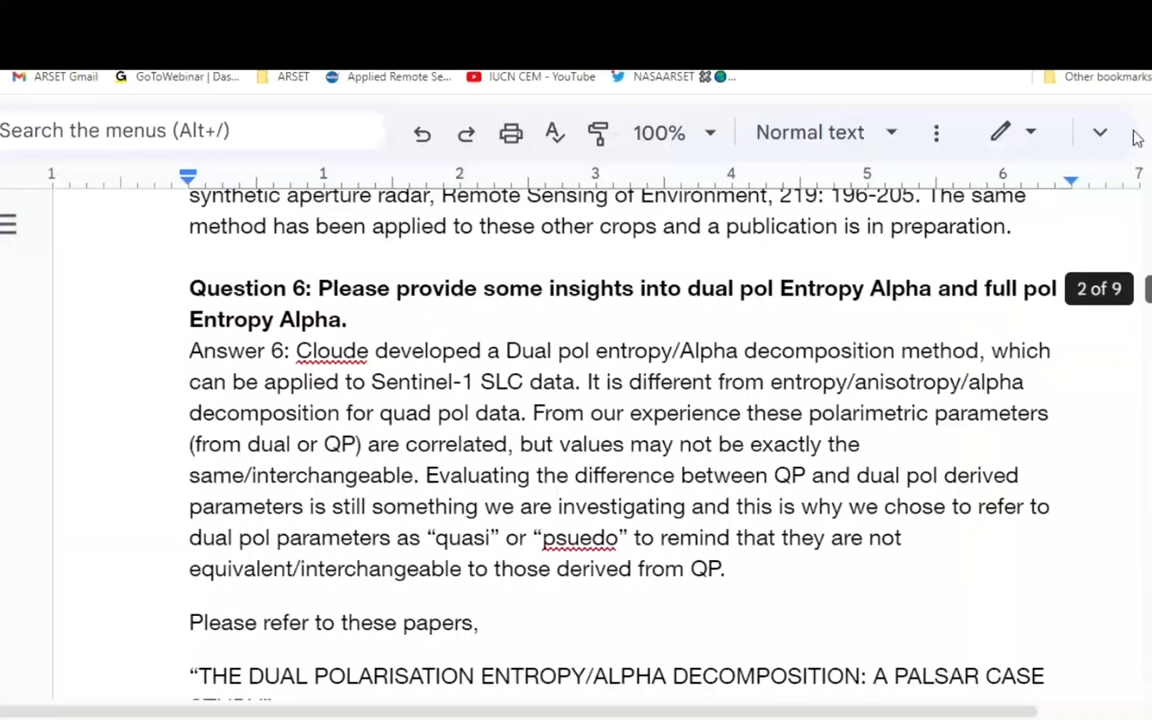 ARSET Gmail GoToWebinar | Das... ARSET Applied Remote Se... IUCN CEM - YouTube NASAARSET Other bookmarks
Search the menus (Alt+/) 100% Normal text
1 1 2 3 4 5 6 7
synthetic aperture radar, Remote Sensing of Environment, 219: 196-205. The same
method has been applied to these other crops and a publication is in preparation.
Question 6: Please provide some insights into dual pol Entropy Alpha and full pol
2 of 9
Entropy Alpha.
Answer 6: Cloude developed a Dual pol entropy/Alpha decomposition method, which
can be applied to Sentinel-1 SLC data. It is different from entropy/anisotropy/alpha
decomposition for quad pol data. From our experience these polarimetric parameters
(from dual or QP) are correlated, but values may not be exactly the
same/interchangeable. Evaluating the difference between QP and dual pol derived
parameters is still something we are investigating and this is why we chose to refer to
dual pol parameters as “quasi” or “psuedo” to remind that they are not
equivalent/interchangeable to those derived from QP.
Please refer to these papers,
“THE DUAL POLARISATION ENTROPY/ALPHA DECOMPOSITION: A PALSAR CASE